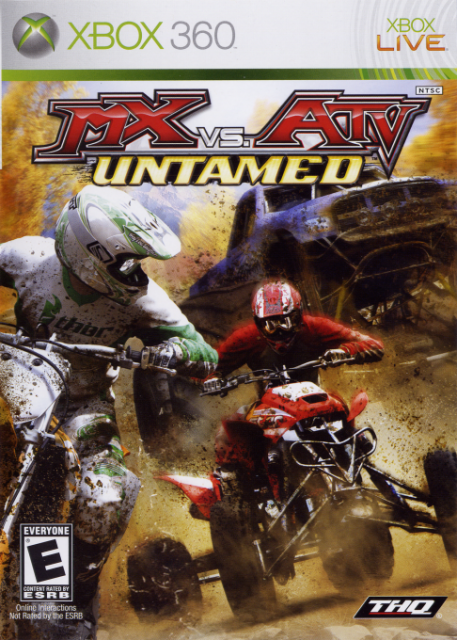 XBOX 360
XBOX
LIVE
NTSC
MX vs. ATV
UNTAMED
thor
EVERYONE
E
CONTENT RATED BY
ESRB
Online Interactions
Not Rated by the ESRB
THQ